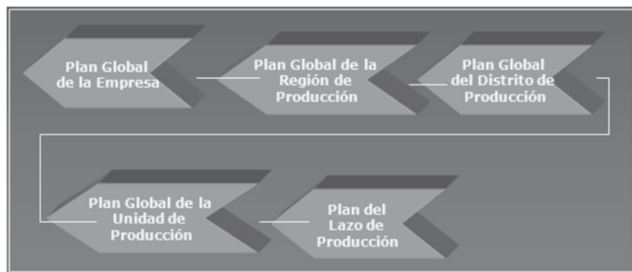 Plan Global
de la Empresa
Plan Global de la
Región de
Producción
Plan Global
del Distrito de
Producción
Plan Global de la
Unidad de
Producción
Plan del
Lazo de
Producción